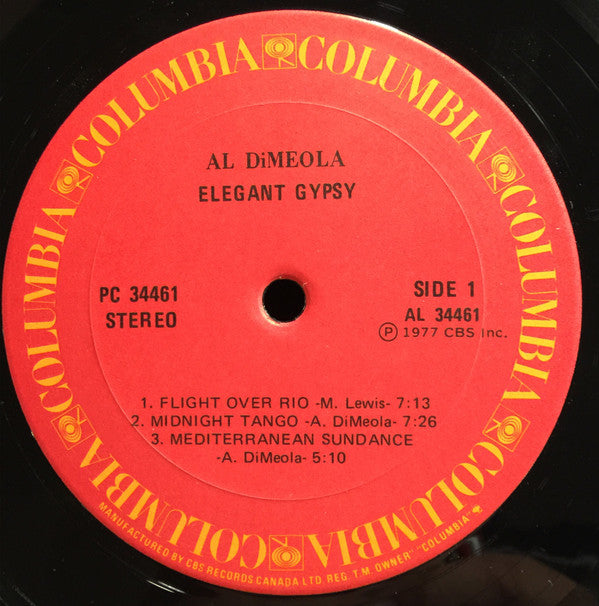 COLUMBIA COLUMBIA COLUMBIA COLUMBIA COLUMBIA COLUMBIA COLUMBIA COLUMBIA
AL DiMEOLA
ELEGANT GYPSY
PC 34461
STEREO
SIDE 1
AL 34461
Ⓟ 1977 CBS Inc.
1. FLIGHT OVER RIO -M. Lewis- 7:13
2. MIDNIGHT TANGO -A. DiMeola- 7:26
3. MEDITERRANEAN SUNDANCE
-A. DiMeola- 5:10
MANUFACTURED BY CBS RECORDS CANADA LTD REG. T.M. OWNER "COLUMBIA"